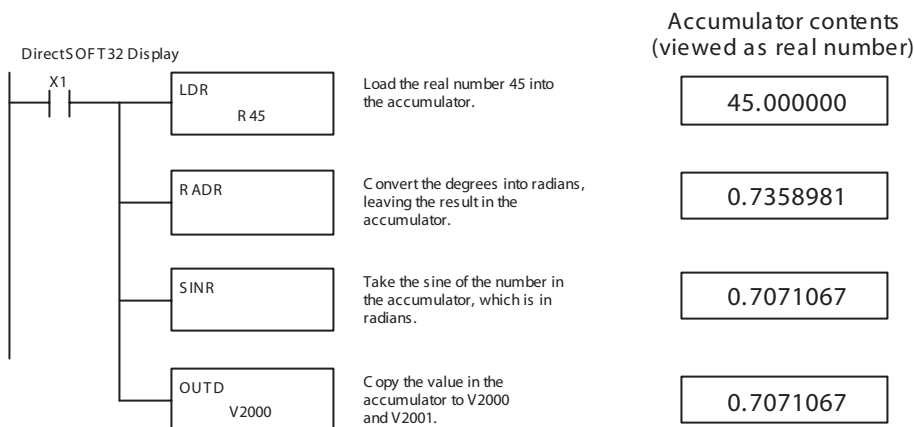 Accumulator contents
(viewed as real number)
DirectSOFT32 Display
X1
LDR
R 45
Load the real number 45 into
the accumulator.
45.000000
RADR
Convert the degrees into radians,
leaving the result in the
accumulator.
0.7358981
SINR
Take the sine of the number in
the accumulator, which is in
radians.
0.7071067
OUTD
V2000
Copy the value in the
accumulator to V2000
and V2001.
0.7071067